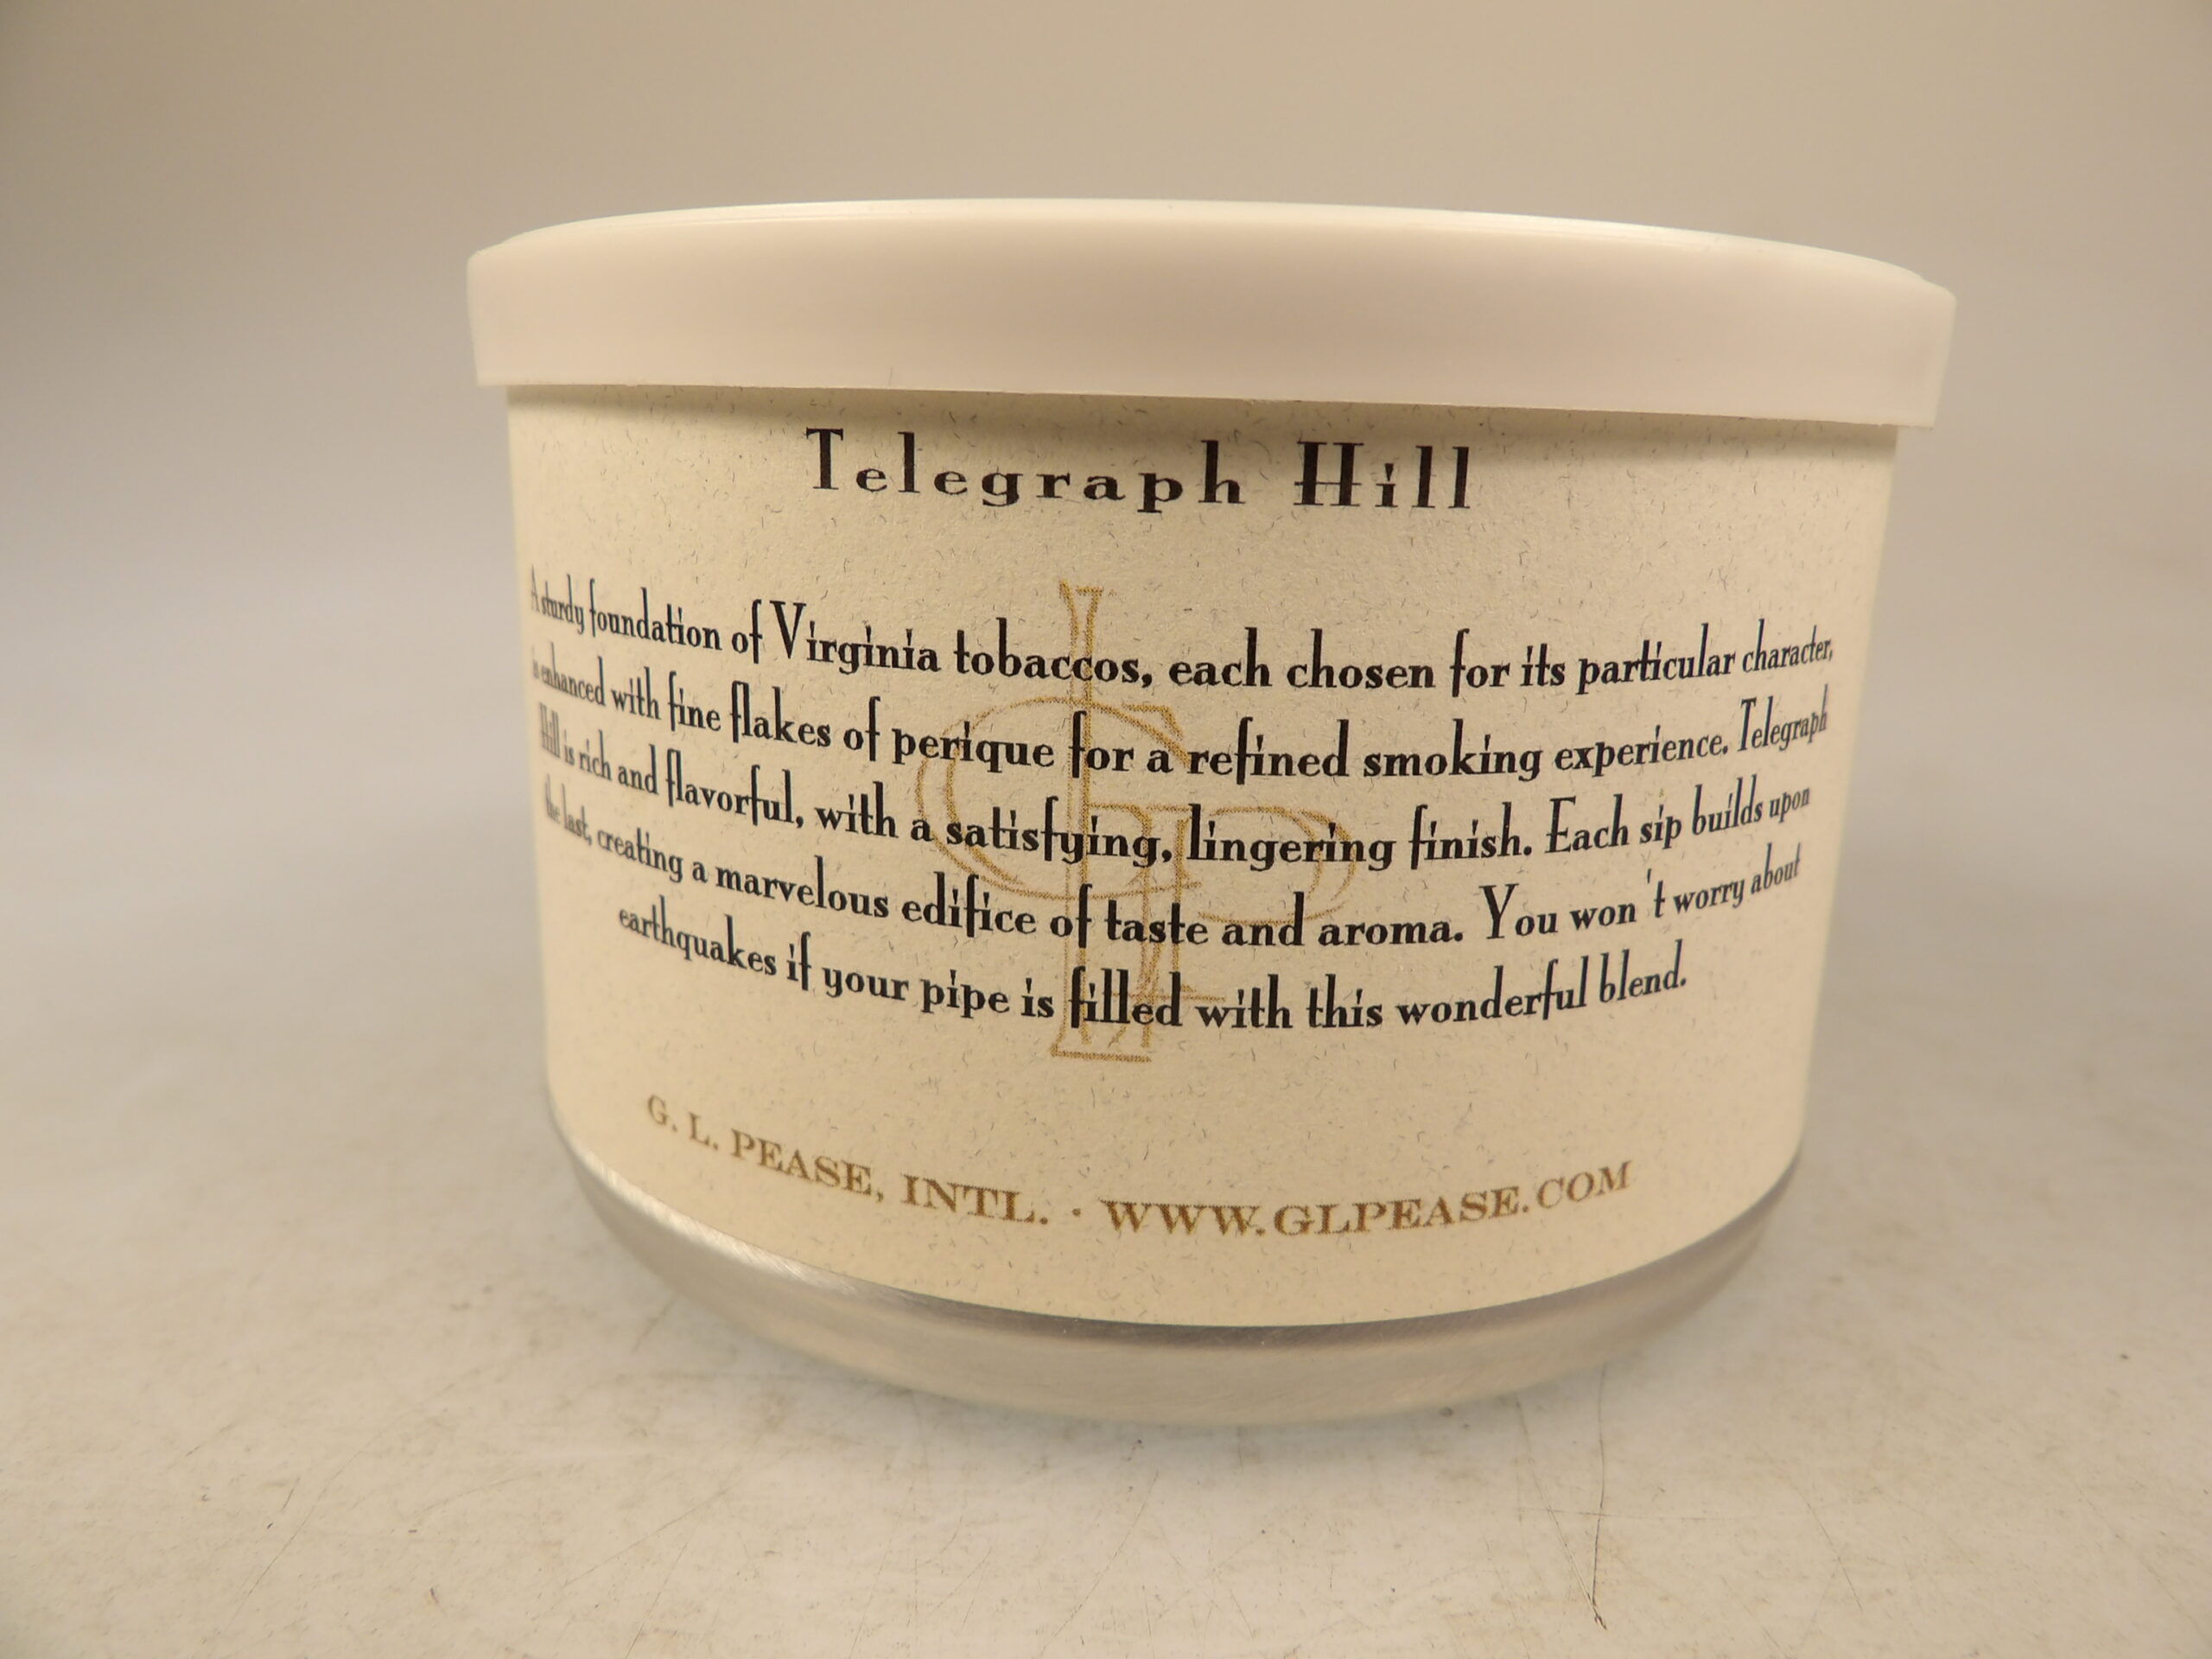 Telegraph Hill
A sturdy foundation of Virginia tobaccos, each chosen for its particular character,
is enhanced with fine flakes of perique for a refined smoking experience. Telegraph
Hill is rich and flavorful, with a satisfying, lingering finish. Each sip builds upon
the last, creating a marvelous edifice of taste and aroma. You won't worry about
earthquakes if your pipe is filled with this wonderful blend.
G. L. PEASE, INTL. · WWW.GLPEASE.COM